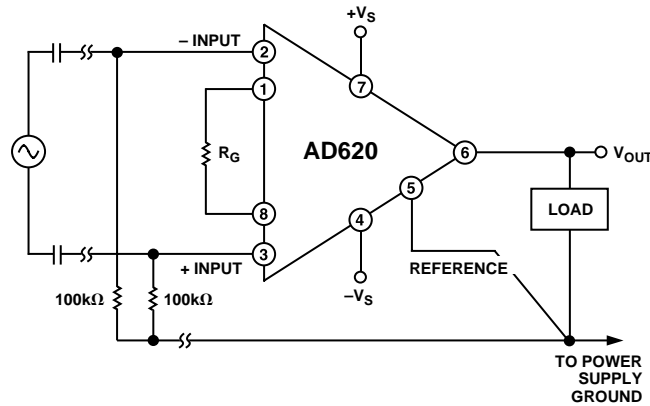 +VS
– INPUT
2
1
7
RG
AD620
6
VOUT
5
8
4
LOAD
3
+ INPUT
REFERENCE
100kΩ
100kΩ
–VS
TO POWER
SUPPLY
GROUND